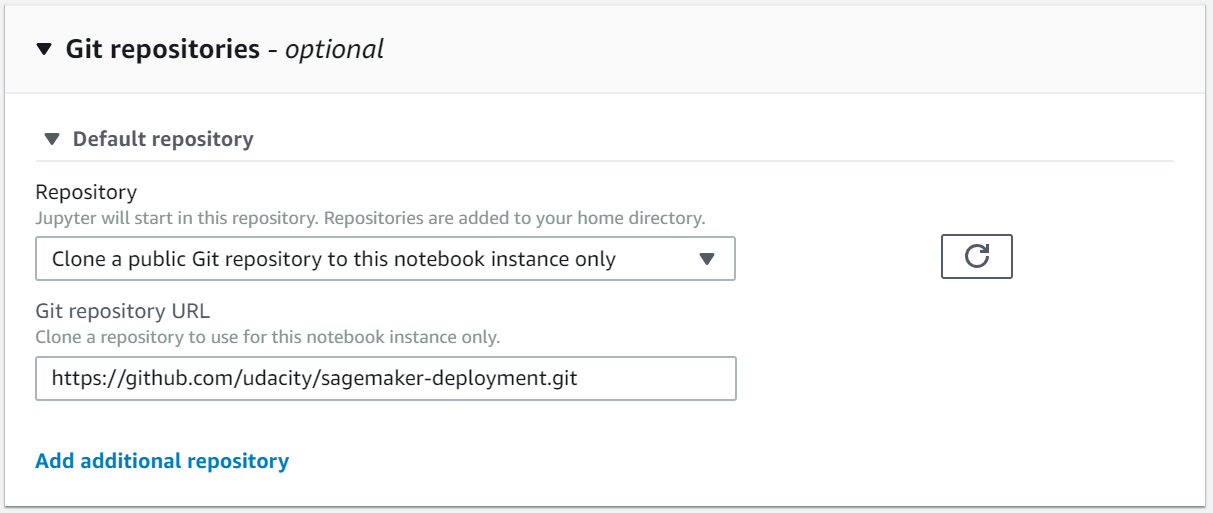 Git repositories - optional
Default repository
Repository
Jupyter will start in this repository. Repositories are added to your home directory.
Clone a public Git repository to this notebook instance only
Git repository URL
Clone a repository to use for this notebook instance only.
https://github.com/udacity/sagemaker-deployment.git
Add additional repository